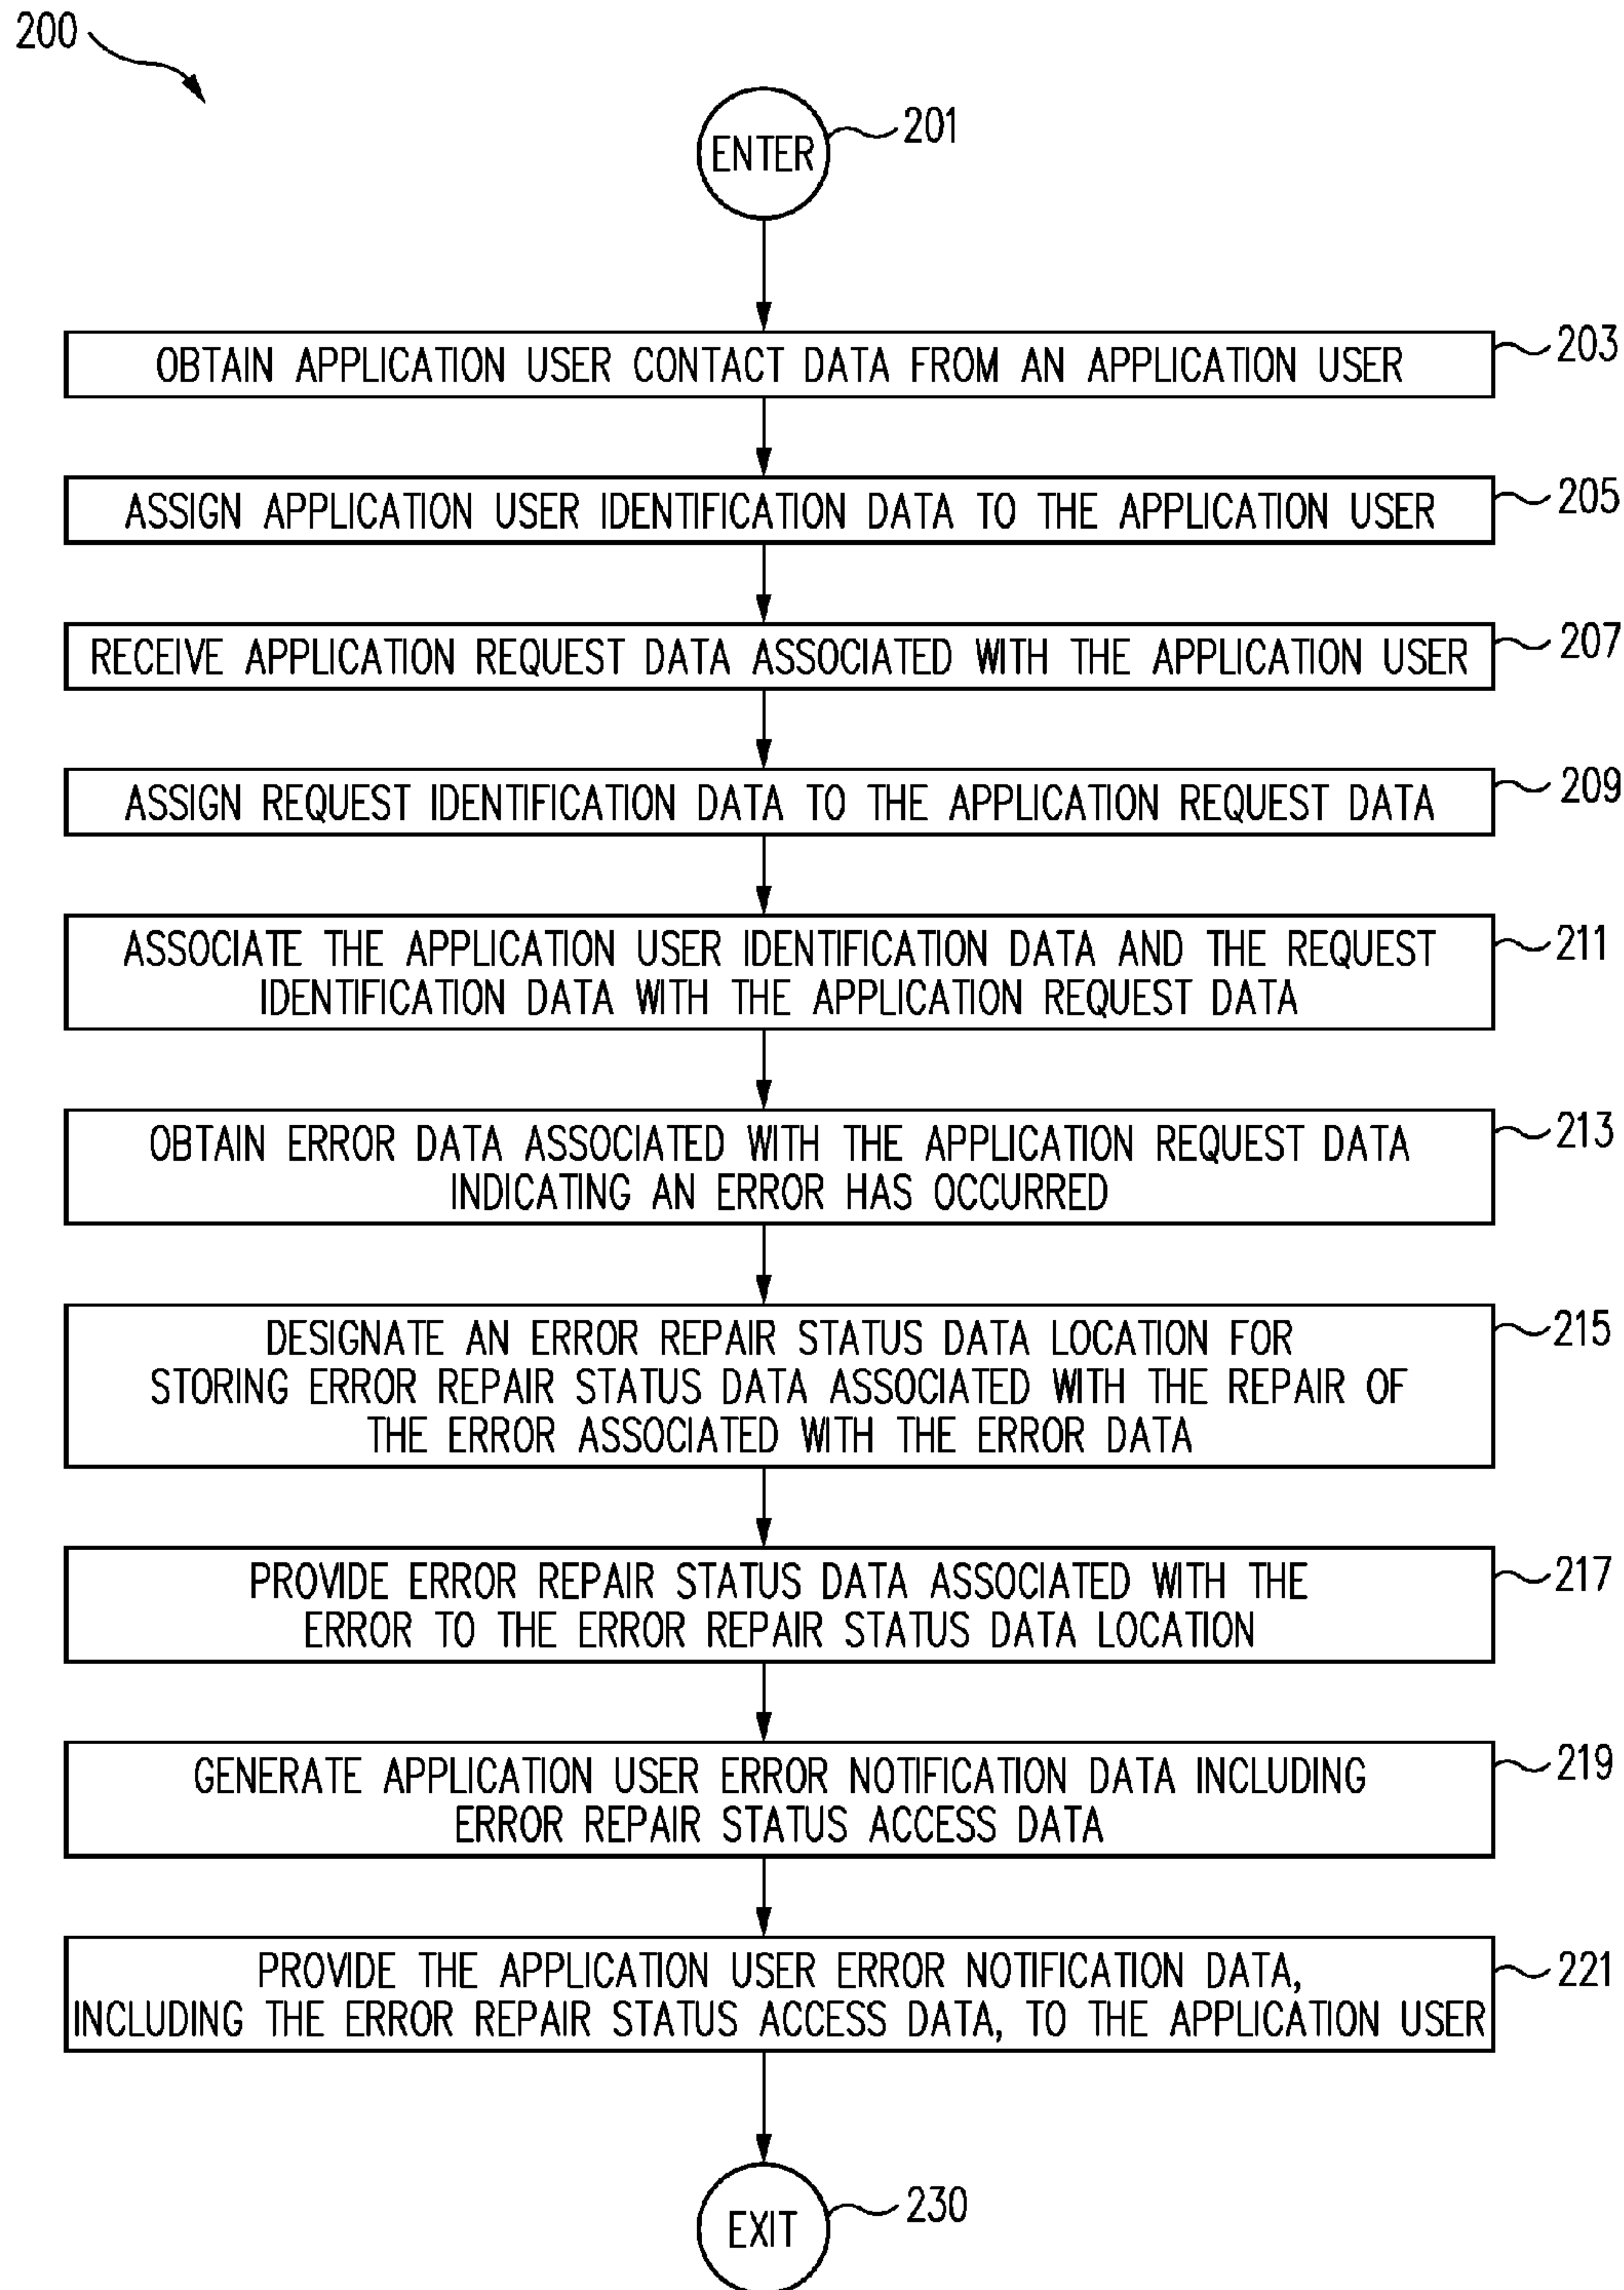 200
ENTER
201
OBTAIN APPLICATION USER CONTACT DATA FROM AN APPLICATION USER
203
ASSIGN APPLICATION USER IDENTIFICATION DATA TO THE APPLICATION USER
205
RECEIVE APPLICATION REQUEST DATA ASSOCIATED WITH THE APPLICATION USER
207
ASSIGN REQUEST IDENTIFICATION DATA TO THE APPLICATION REQUEST DATA
209
ASSOCIATE THE APPLICATION USER IDENTIFICATION DATA AND THE REQUEST
IDENTIFICATION DATA WITH THE APPLICATION REQUEST DATA
211
OBTAIN ERROR DATA ASSOCIATED WITH THE APPLICATION REQUEST DATA
INDICATING AN ERROR HAS OCCURRED
213
DESIGNATE AN ERROR REPAIR STATUS DATA LOCATION FOR
STORING ERROR REPAIR STATUS DATA ASSOCIATED WITH THE REPAIR OF
THE ERROR ASSOCIATED WITH THE ERROR DATA
215
PROVIDE ERROR REPAIR STATUS DATA ASSOCIATED WITH THE
ERROR TO THE ERROR REPAIR STATUS DATA LOCATION
217
GENERATE APPLICATION USER ERROR NOTIFICATION DATA INCLUDING
ERROR REPAIR STATUS ACCESS DATA
219
PROVIDE THE APPLICATION USER ERROR NOTIFICATION DATA,
INCLUDING THE ERROR REPAIR STATUS ACCESS DATA, TO THE APPLICATION USER
221
EXIT
230